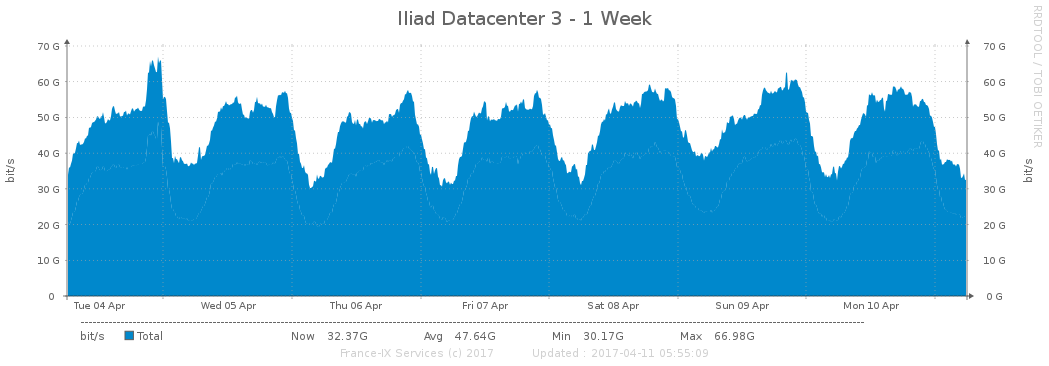 Iliad Datacenter 3 - 1 Week
RRDTOOL / TOBI OETIKER
70 G 70 G
60 G 60 G
50 G 50 G
40 G 40 G
30 G 30 G
20 G 20 G
10 G 10 G
0 0 G
bit/s bit/s
Tue 04 Apr Wed 05 Apr Thu 06 Apr Fri 07 Apr Sat 08 Apr Sun 09 Apr Mon 10 Apr
bit/s Total Now 32.37G Avg 47.64G Min 30.17G Max 66.98G
France-IX Services (c) 2017 Updated : 2017-04-11 05:55:09